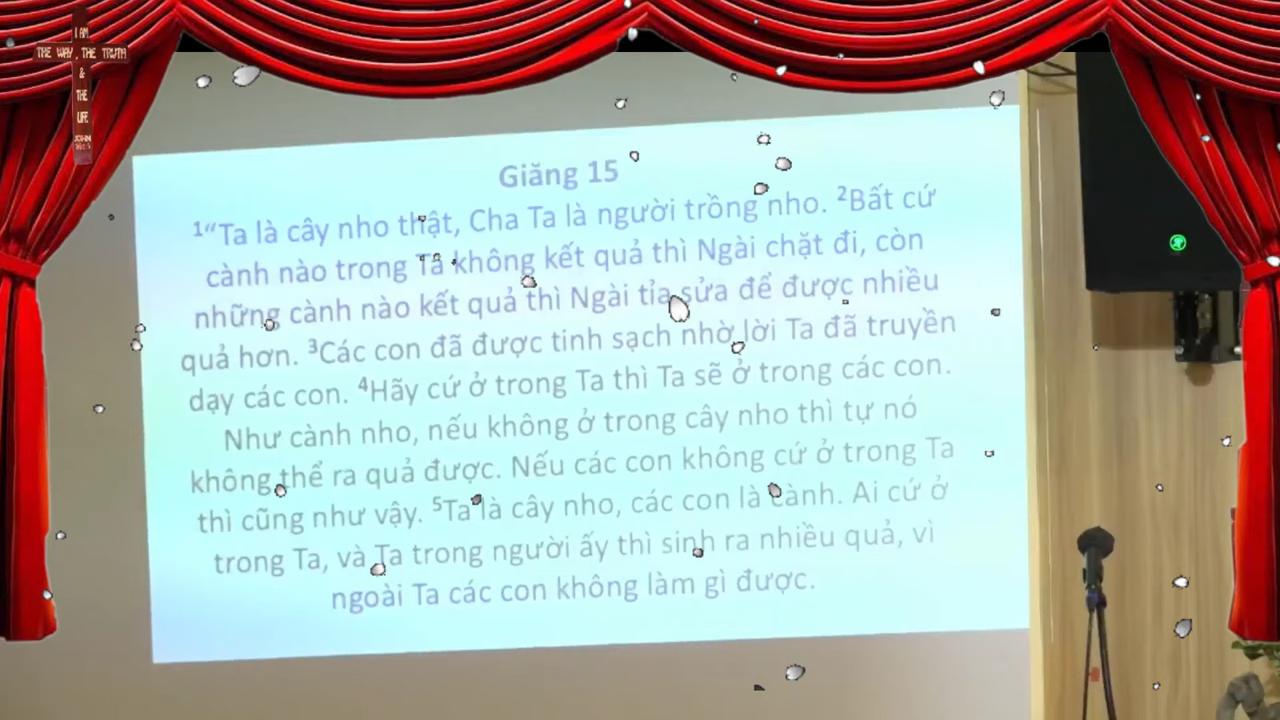 I AM
THE WAY, THE TRUTH
&
THE
LIFE
JOHN
Giăng 15
¹“Ta là cây nho thật, Cha Ta là người trồng nho. ²Bất cứ
cành nào trong Ta không kết quả thì Ngài chặt đi, còn
những cành nào kết quả thì Ngài tỉa sửa để được nhiều
quả hơn. ³Các con đã được tinh sạch nhờ lời Ta đã truyền
dạy các con. ⁴Hãy cứ ở trong Ta thì Ta sẽ ở trong các con.
Như cành nho, nếu không ở trong cây nho thì tự nó
không thể ra quả được. Nếu các con không cứ ở trong Ta
thì cũng như vậy. ⁵Ta là cây nho, các con là cành. Ai cứ ở
trong Ta, và Ta trong người ấy thì sinh ra nhiều quả, vì
ngoài Ta các con không làm gì được.